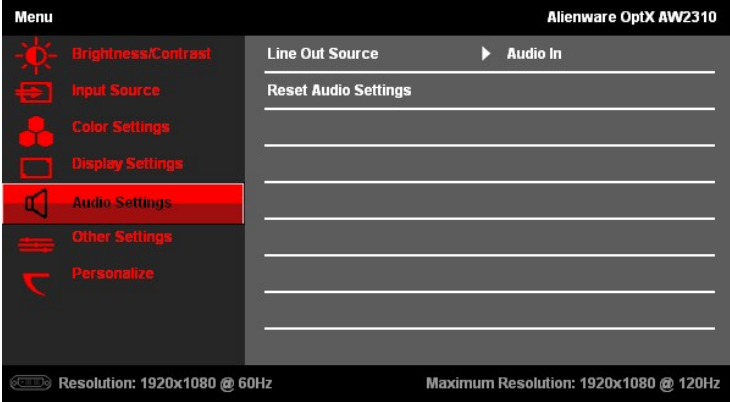 Menu Alienware OptX AW2310
Brightness/Contrast Line Out Source Audio In
Input Source Reset Audio Settings
Color Settings
Display Settings
Audio Settings
Other Settings
Personalize
Resolution: 1920x1080 @ 60Hz Maximum Resolution: 1920x1080 @ 120Hz